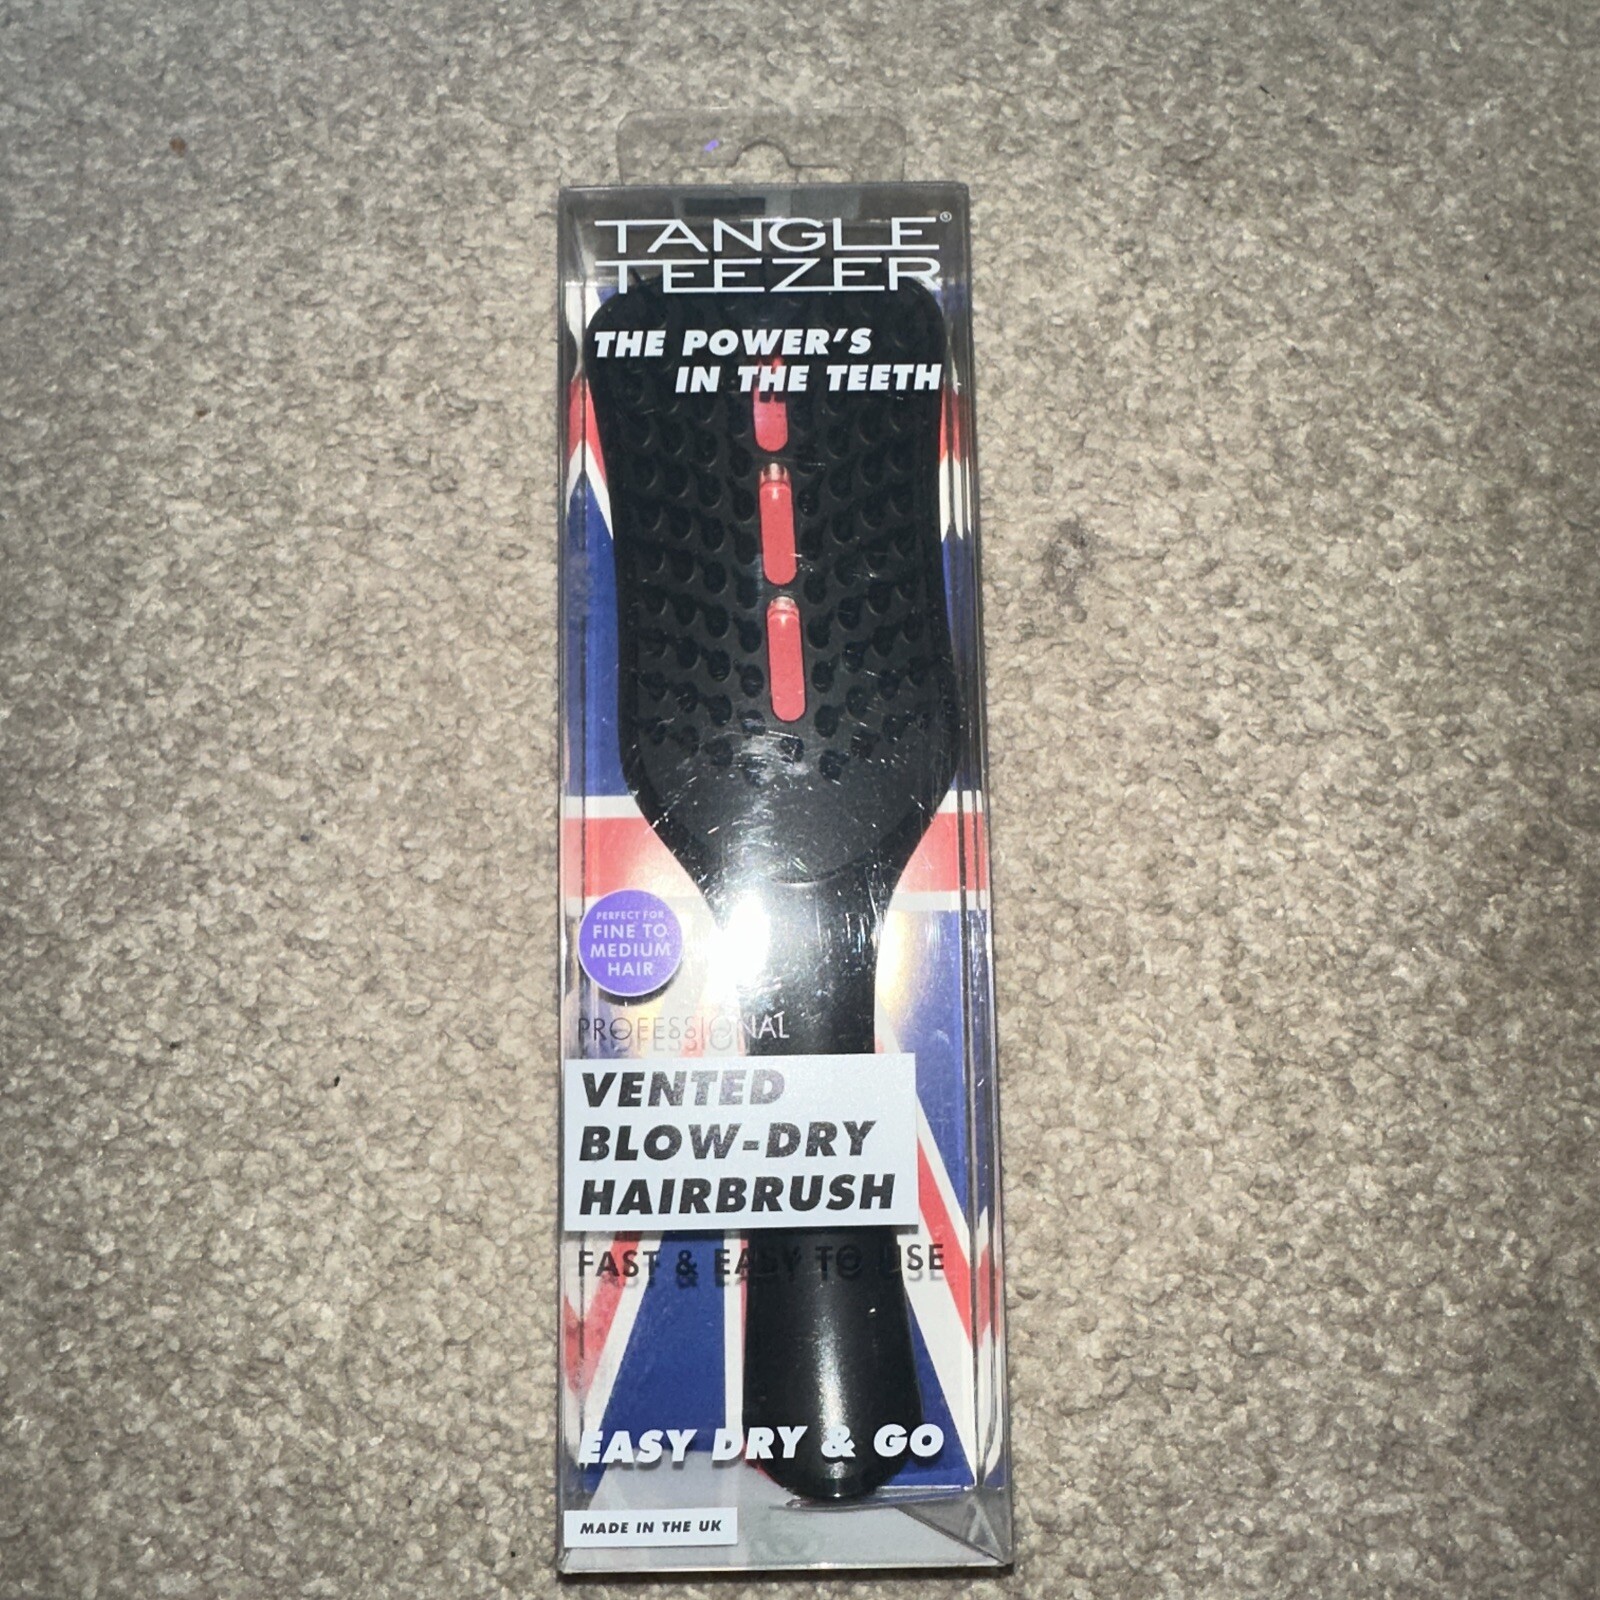 TANGLE®
TEEZER
THE POWER'S
IN THE TEETH
PERFECT FOR
FINE TO
MEDIUM
HAIR
PROFESSIONAL
VENTED
BLOW-DRY
HAIRBRUSH
FAST & EASY TO USE
EASY DRY & GO
MADE IN THE UK